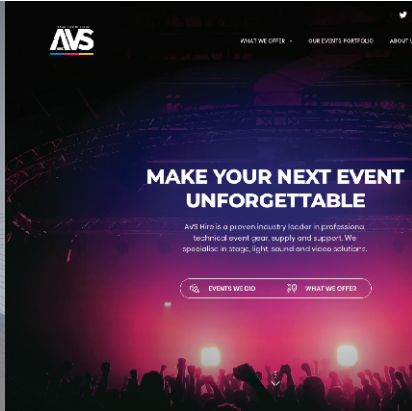 AVS
WHAT WE OFFER
OUR EVENTS PORTFOLIO
ABOUT U
MAKE YOUR NEXT EVENT
UNFORGETTABLE
AVS Hire is a proven industry leader in professional
technical event gear, supply and support. We
specialise in stage, light, sound and video solutions.
EVENTS WE DID
WHAT WE OFFER